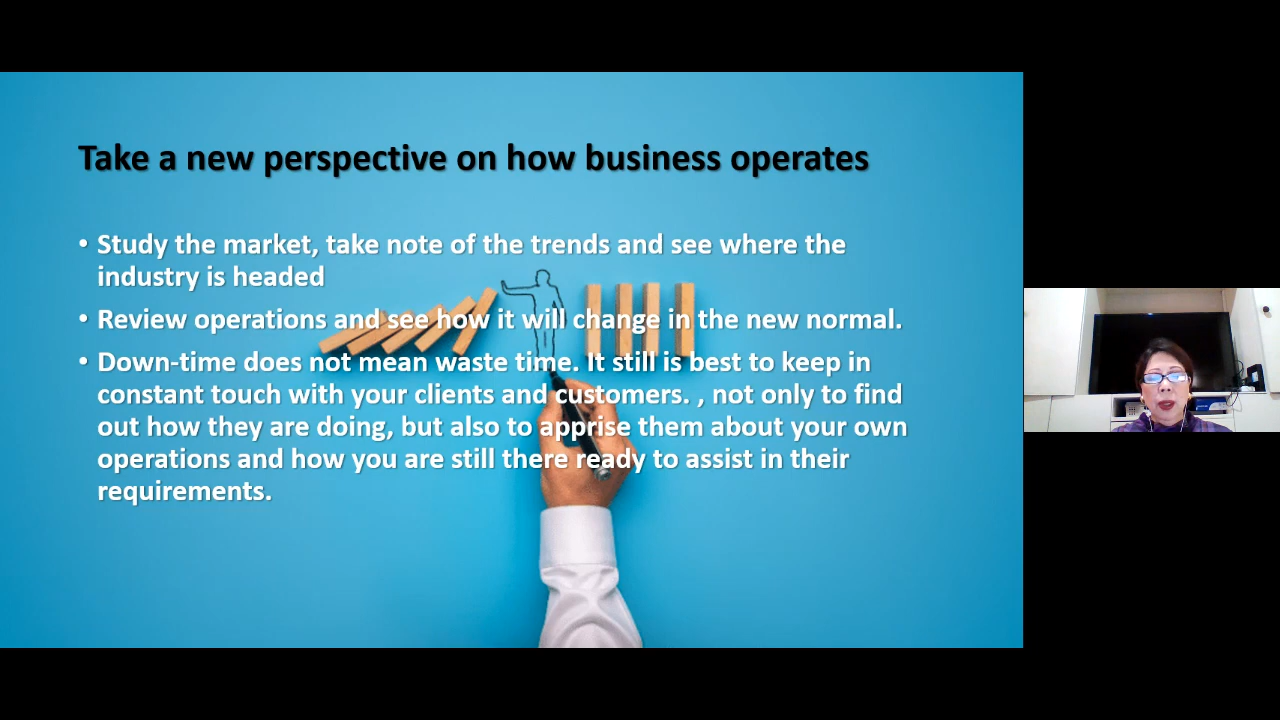 Take a new perspective on how business operates
• Study the market, take note of the trends and see where the
industry is headed
• Review operations and see how it will change in the new normal.
• Down-time does not mean waste time. It still is best to keep in
constant touch with your clients and customers. , not only to find
out how they are doing, but also to apprise them about your own
operations and how you are still there ready to assist in their
requirements.